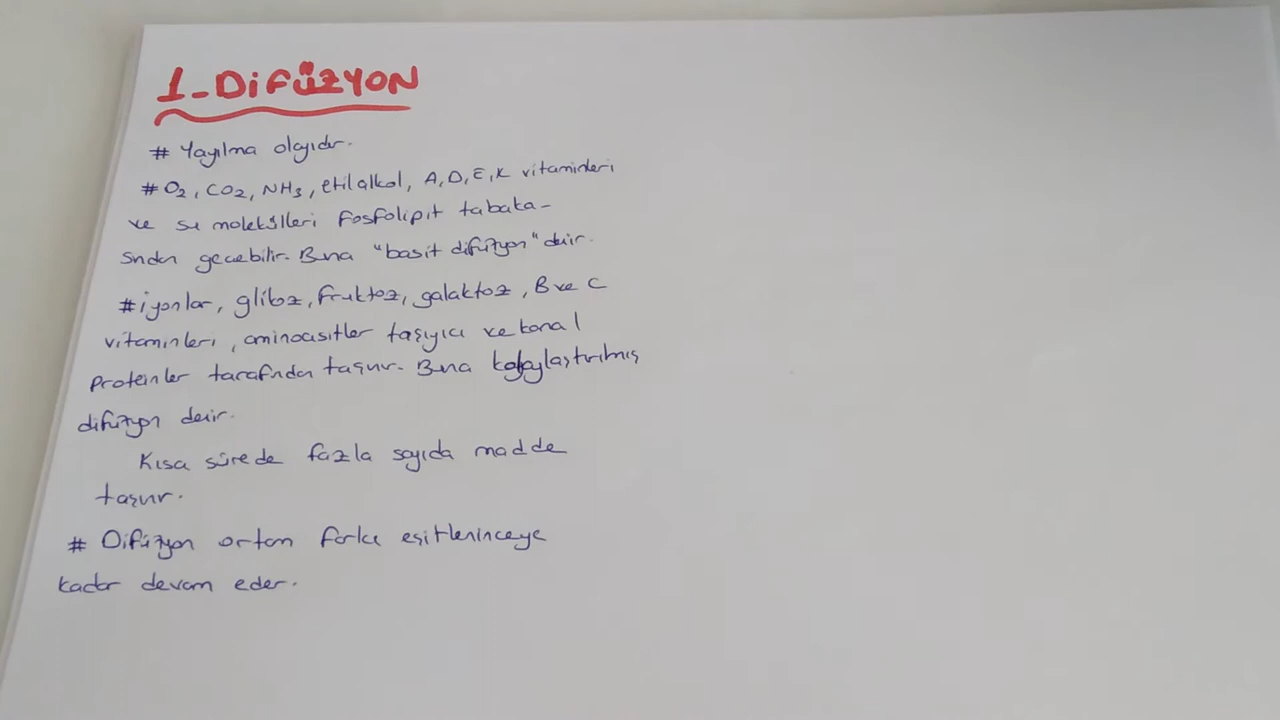 1-DİFÜZYON
# Yayılma olayıdır.
# O2, CO2, NH3, etil alkol, A, D, E, K vitaminleri
ve su molekülleri fosfolipit tabaka-
sından geçebilir. Buna "basit difüzyon" denir.
# iyonlar, glikoz, fruktoz, galaktoz, B ve C
vitaminleri, aminoasitler taşıyıcı ve kanal
proteinler tarafından taşınır. Buna kolaylaştırılmış
difüzyon denir.
Kısa sürede fazla sayıda madde
taşınır.
# Difüzyon ortam farkı eşitleninceye
kadar devam eder.